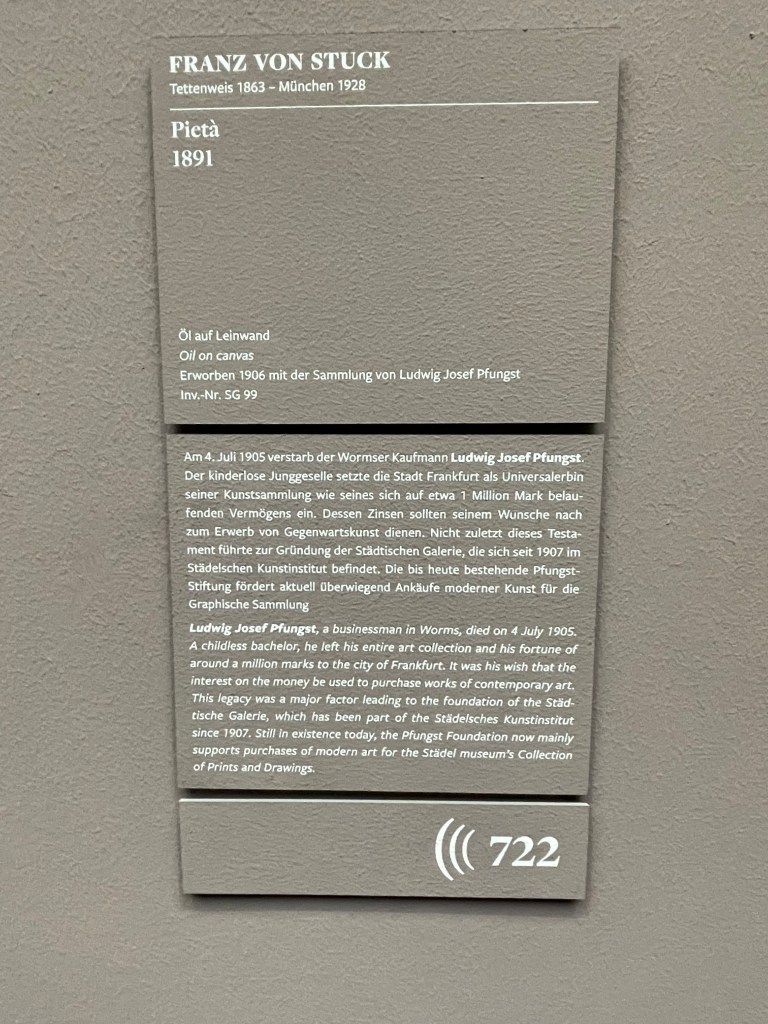 FRANZ VON STUCK
Tettenweis 1863 – München 1928
Pietà
1891
Öl auf Leinwand
Oil on canvas
Erworben 1906 mit der Sammlung von Ludwig Josef Pfungst
Inv.-Nr. SG 99
Am 4. Juli 1905 verstarb der Wormser Kaufmann Ludwig Josef Pfungst.
Der kinderlose Junggeselle setzte die Stadt Frankfurt als Universalerbin
seiner Kunstsammlung wie seines sich auf etwa 1 Million Mark belau-
fenden Vermögens ein. Dessen Zinsen sollten seinem Wunsche nach
zum Erwerb von Gegenwartskunst dienen. Nicht zuletzt dieses Testa-
ment führte zur Gründung der Städtischen Galerie, die sich seit 1907 im
Städelschen Kunstinstitut befindet. Die bis heute bestehende Pfungst-
Stiftung fördert aktuell überwiegend Ankäufe moderner Kunst für die
Graphische Sammlung
Ludwig Josef Pfungst, a businessman in Worms, died on 4 July 1905.
A childless bachelor, he left his entire art collection and his fortune of
around a million marks to the city of Frankfurt. It was his wish that the
interest on the money be used to purchase works of contemporary art.
This legacy was a major factor leading to the foundation of the Städ-
tische Galerie, which has been part of the Städelsches Kunstinstitut
since 1907. Still in existence today, the Pfungst Foundation now mainly
supports purchases of modern art for the Städel museum's Collection
of Prints and Drawings.
722